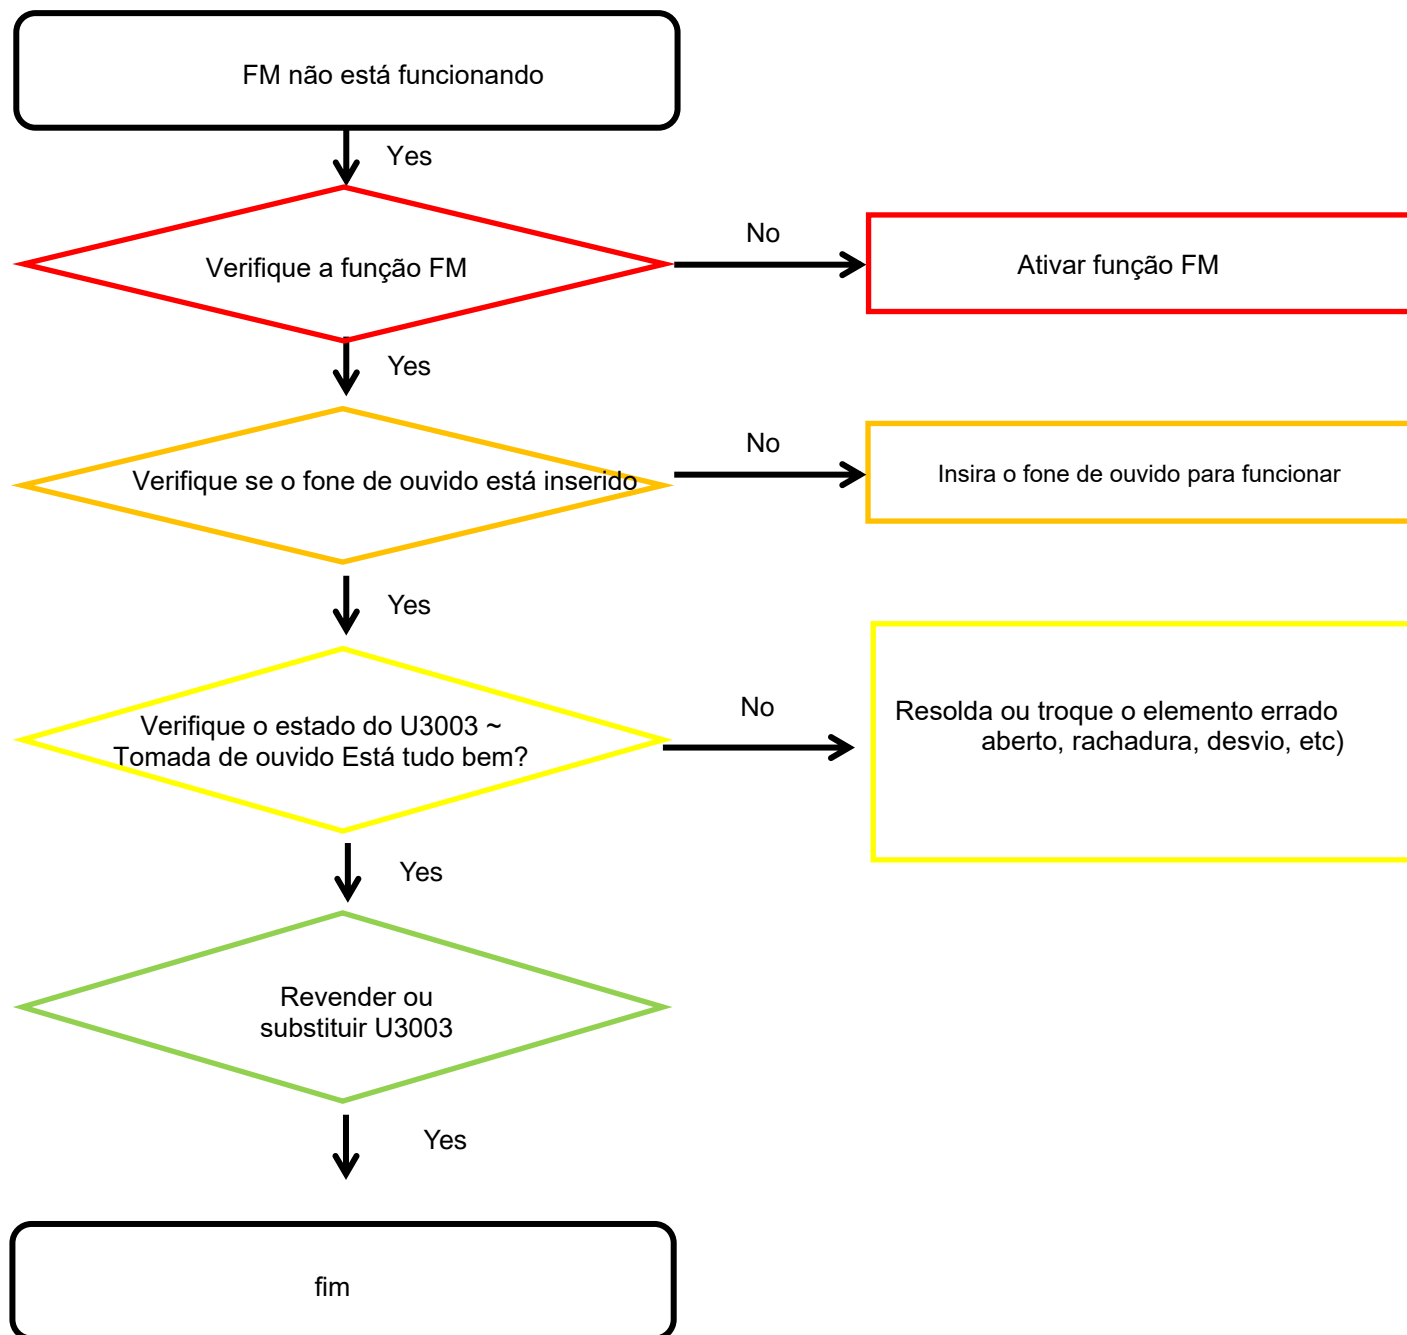 FM não está funcionando
Yes
Verifique a função FM
No
Ativar função FM
Yes
Verifique se o fone de ouvido está inserido
No
Insira o fone de ouvido para funcionar
Yes
Verifique o estado do U3003 ~
Tomada de ouvido Está tudo bem?
No
Resolda ou troque o elemento errado
aberto, rachadura, desvio, etc)
Yes
Revender ou
substituir U3003
Yes
fim